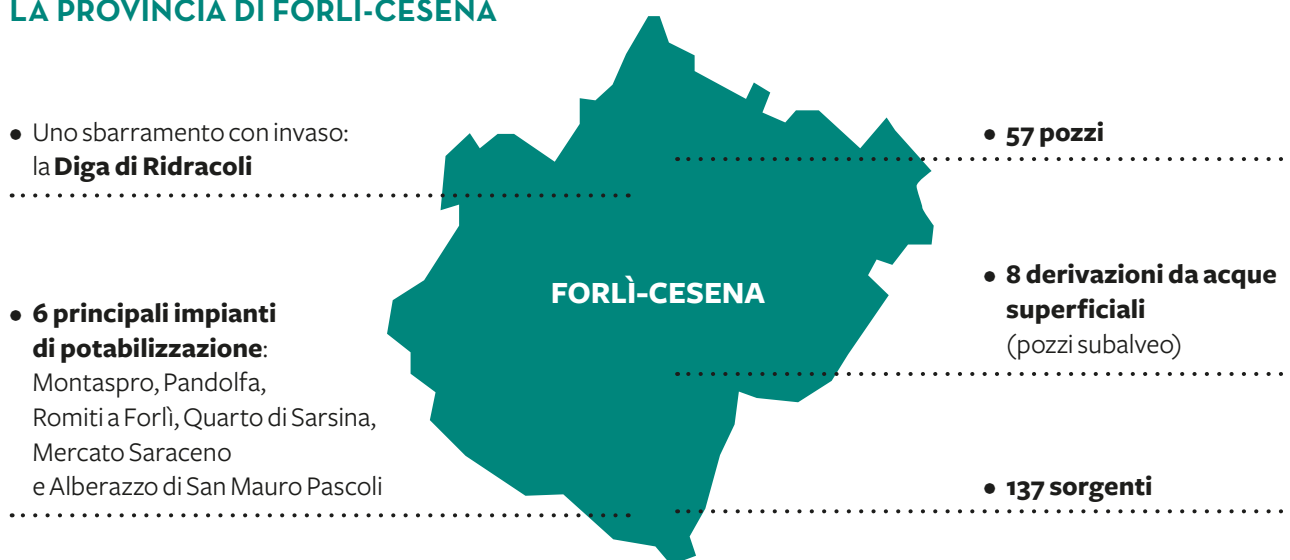 LA PROVINCIA DI FORLÌ-CESENA
• Uno sbarramento con invaso:
la Diga di Ridracoli
• 6 principali impianti
di potabilizzazione:
Montaspro, Pandolfa,
Romiti a Forlì, Quarto di Sarsina,
Mercato Saraceno
e Alberazzo di San Mauro Pascoli
FORLÌ-CESENA
• 57 pozzi
• 8 derivazioni da acque
superficiali
(pozzi subalveo)
• 137 sorgenti